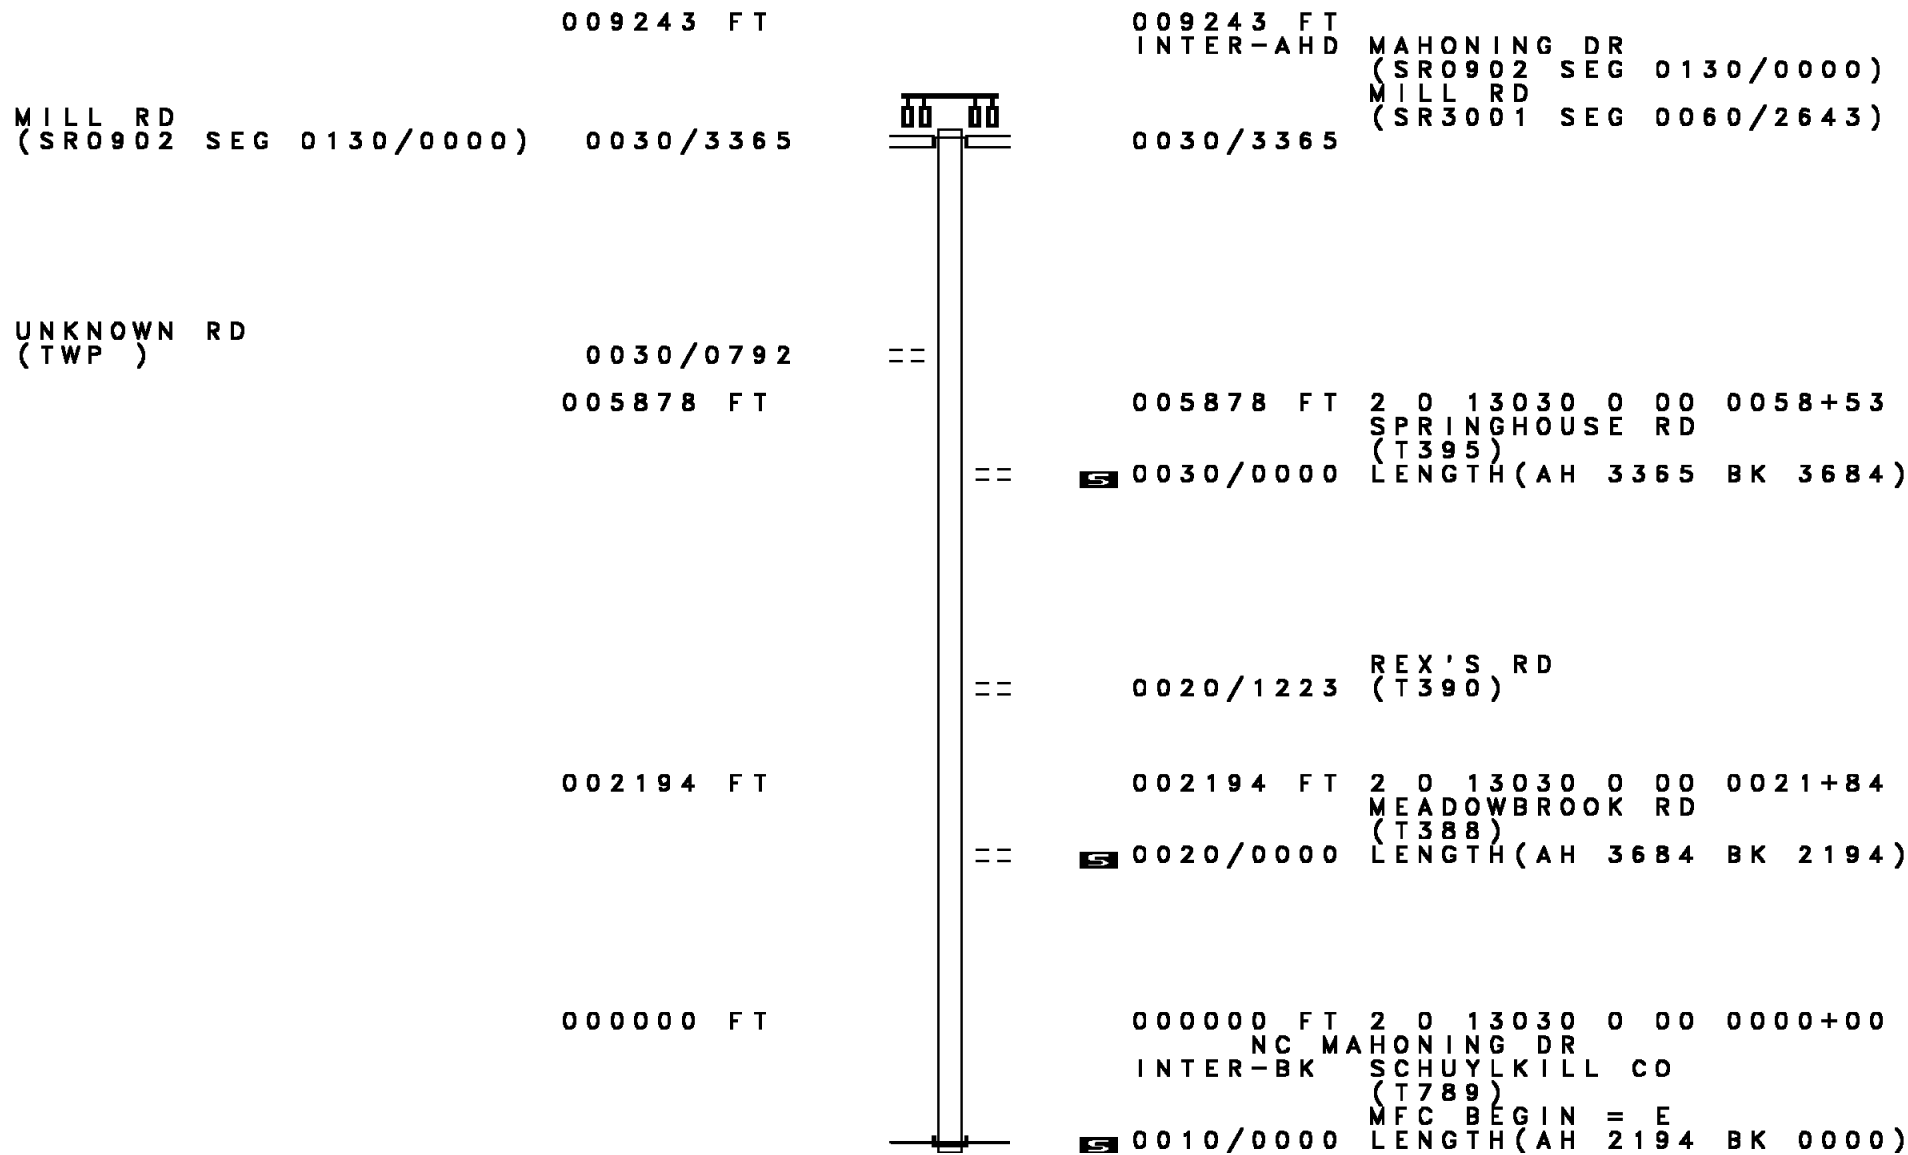 009243 FT 009243 FT
INTER-AHD MAHONING DR
(SR0902 SEG 0130/0000)
MILL RD
MILL RD (SR3001 SEG 0060/2643)
(SR0902 SEG 0130/0000) 0030/3365 0030/3365
UNKNOWN RD
(TWP ) 0030/0792
005878 FT 005878 FT 2 0 13030 0 00 0058+53
SPRINGHOUSE RD
(T395)
S 0030/0000 LENGTH(AH 3365 BK 3684)
REX'S RD
0020/1223 (T390)
002194 FT 002194 FT 2 0 13030 0 00 0021+84
MEADOWBROOK RD
(T388)
S 0020/0000 LENGTH(AH 3684 BK 2194)
000000 FT 000000 FT 2 0 13030 0 00 0000+00
NC MAHONING DR
INTER-BK SCHUYLKILL CO
(T789)
MFC BEGIN = E
S 0010/0000 LENGTH(AH 2194 BK 0000)